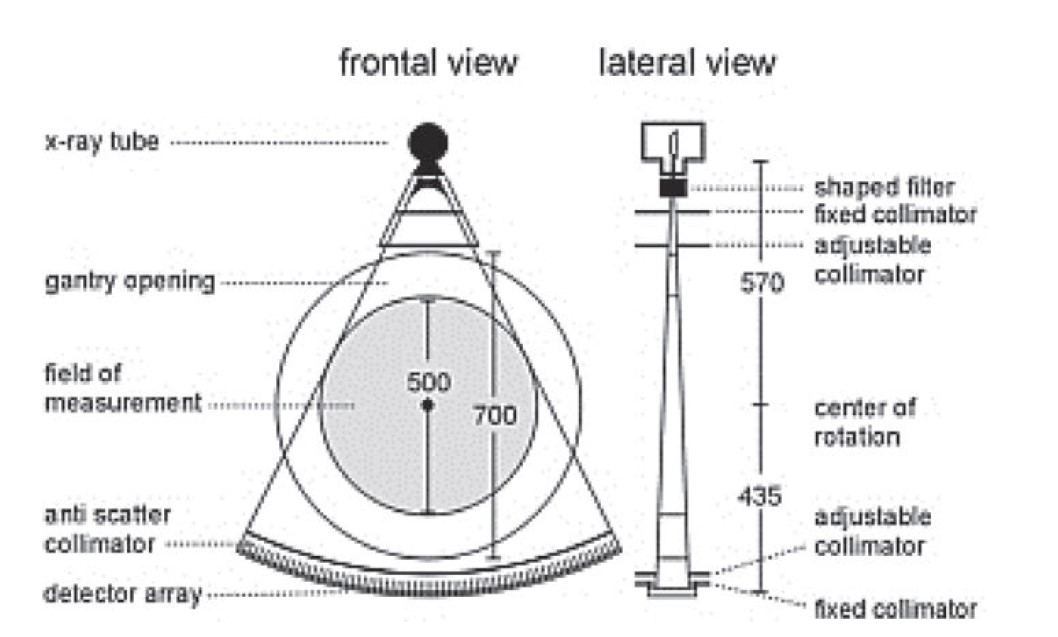 frontal view
lateral view
x-ray tube
gantry opening
field of
measurement
anti scatter
collimator
detector array
500
700
shaped filter
fixed collimator
adjustable
collimator
570
center of
rotation
435
adjustable
collimator
fixed collimator